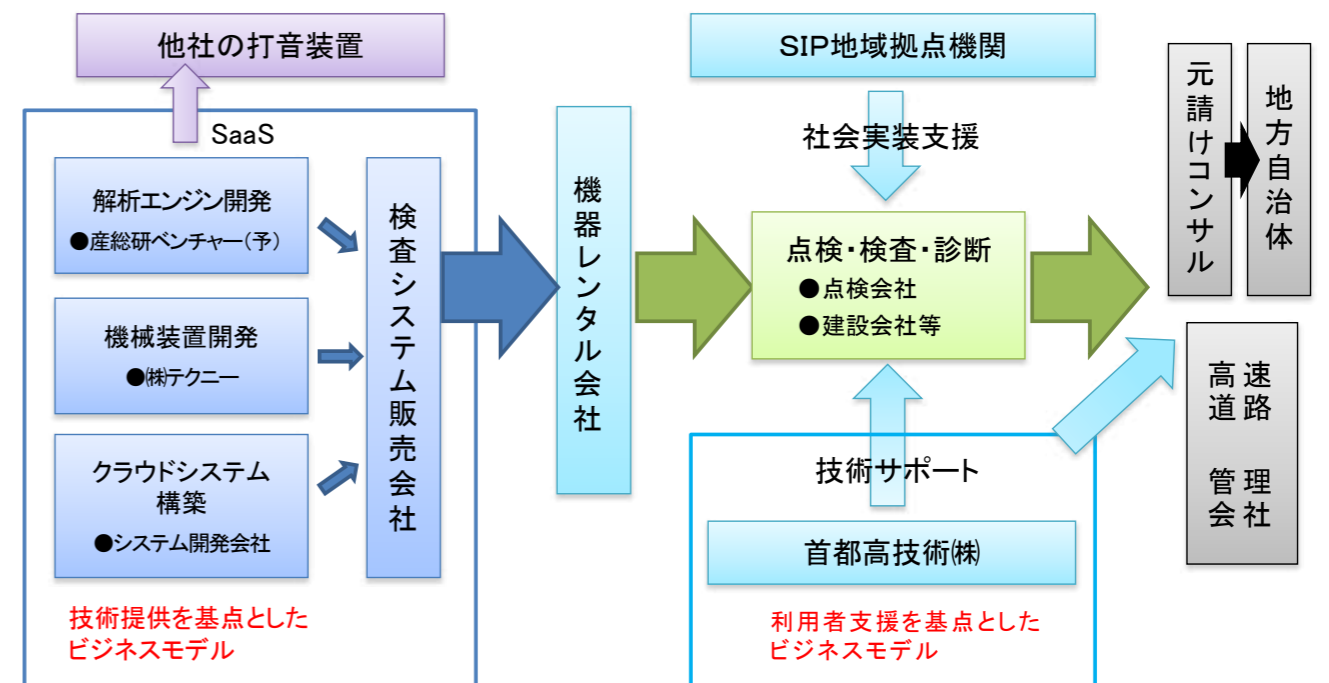 他社の打音装置
SaaS
解析エンジン開発
●産総研ベンチャー(予)
機械装置開発
●㈱テクニー
クラウドシステム
構築
●システム開発会社
検査システム販売会社
技術提供を基点とした
ビジネスモデル
機器レンタル会社
SIP地域拠点機関
社会実装支援
点検・検査・診断
●点検会社
●建設会社等
技術サポート
首都高技術㈱
利用者支援を基点とした
ビジネスモデル
元請けコンサル
地方自治体
高速
道路
管理
会社